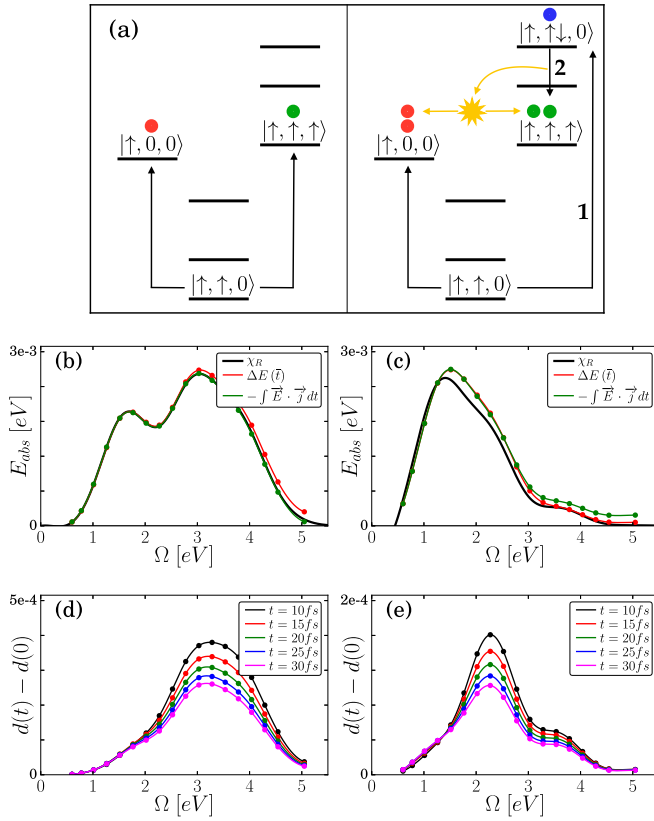 (a)
|↑, ↑↓, 0⟩
2
|↑, 0, 0⟩
|↑, ↑, ↑⟩
|↑, 0, 0⟩
|↑, ↑, ↑⟩
1
|↑, ↑, 0⟩
|↑, ↑, 0⟩
(b)
3e-3
0
E_abs [eV]
χ_R
ΔE (t̄)
− ∫ E⃗ · j⃗ dt
0 1 2 3 4 5
Ω [eV]
(c)
3e-3
0
E_abs [eV]
χ_R
ΔE (t̄)
− ∫ E⃗ · j⃗ dt
0 1 2 3 4 5
Ω [eV]
(d)
5e-4
0
d(t) − d(0)
t = 10fs
t = 15fs
t = 20fs
t = 25fs
t = 30fs
0 1 2 3 4 5
Ω [eV]
(e)
2e-4
0
d(t) − d(0)
t = 10fs
t = 15fs
t = 20fs
t = 25fs
t = 30fs
0 1 2 3 4 5
Ω [eV]